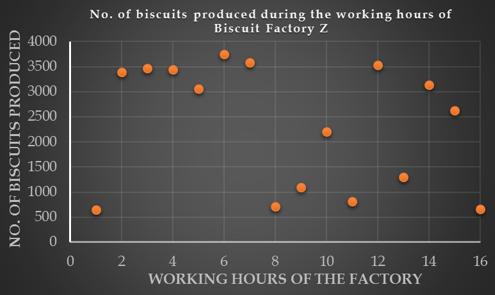 No. of biscuits produced during the working hours of
Biscuit Factory Z
NO. OF BISCUITS PRODUCED
4000
3500
3000
2500
2000
1500
1000
500
0
0 2 4 6 8 10 12 14 16
WORKING HOURS OF THE FACTORY